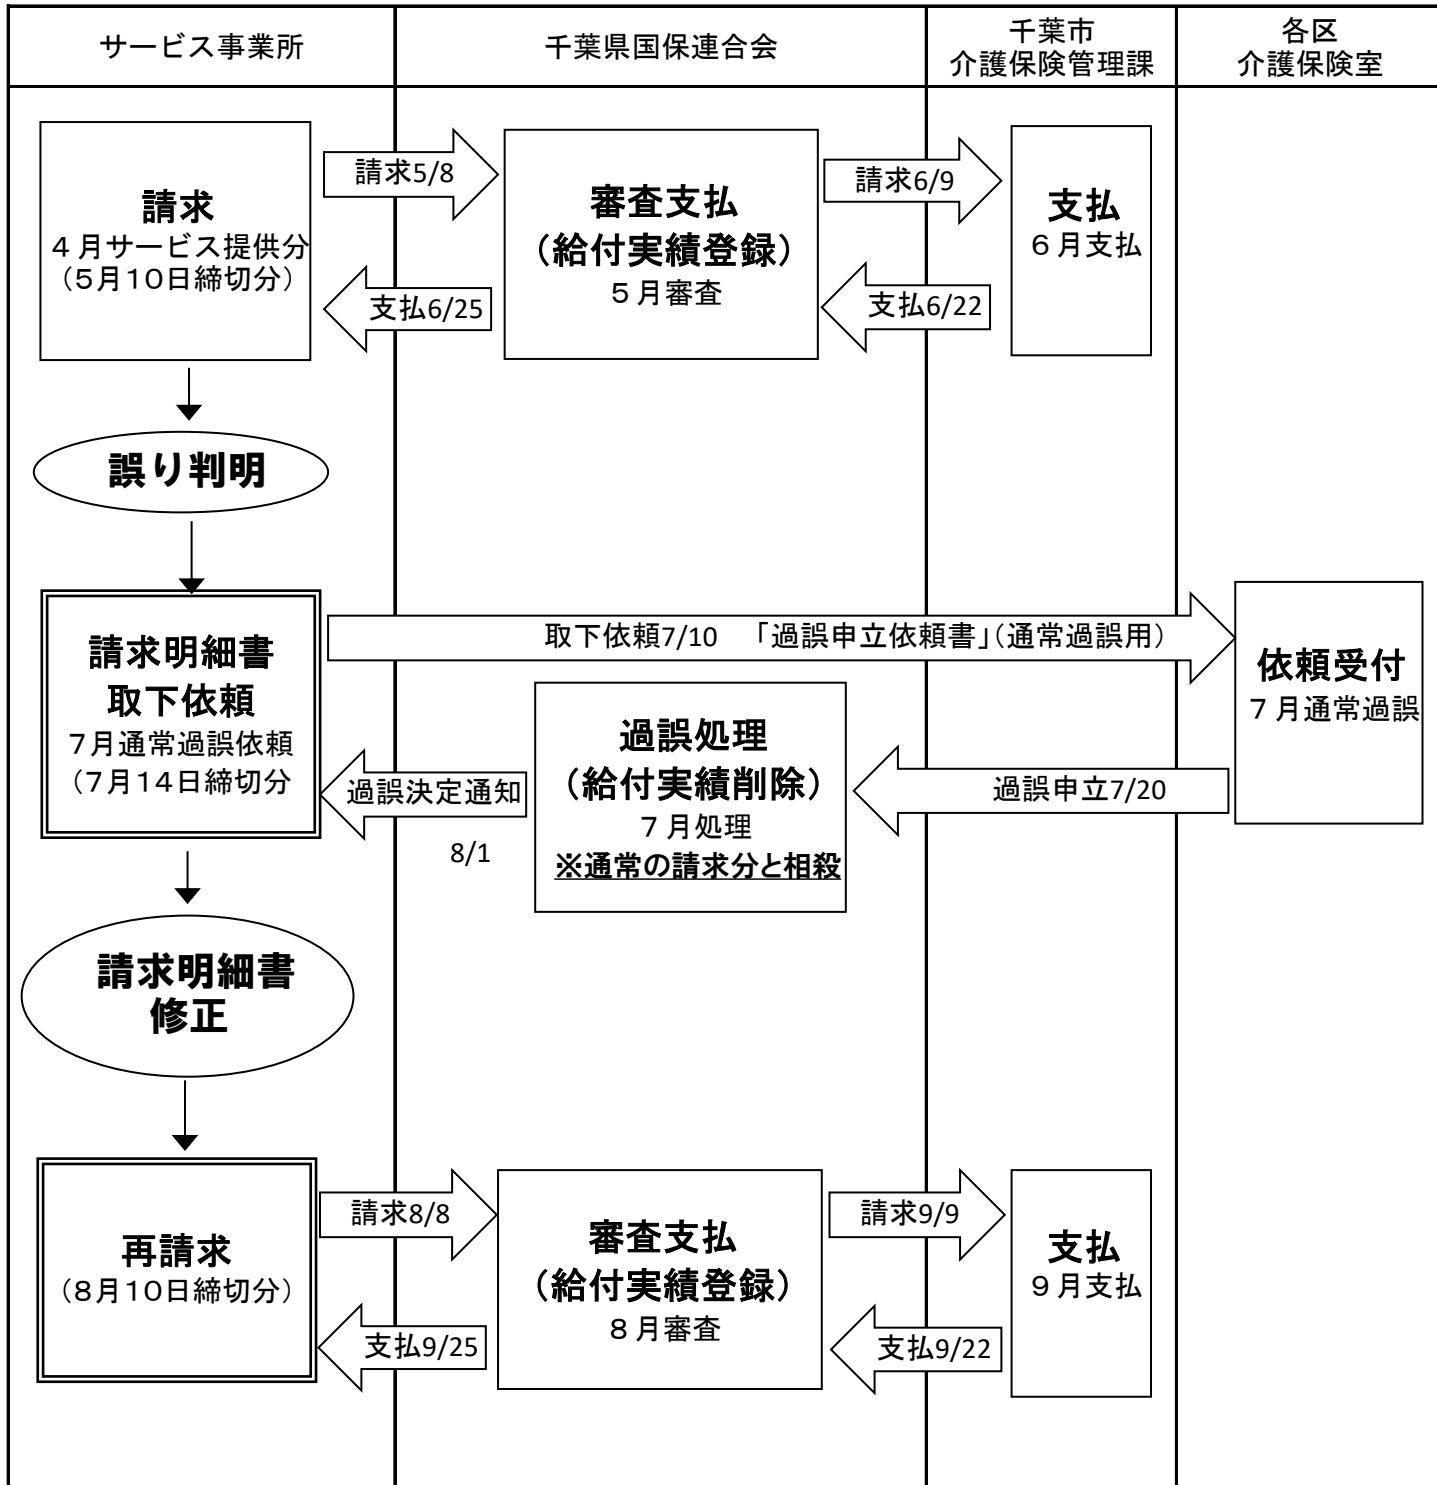 サービス事業所
千葉県国保連合会
千葉市
介護保険管理課
各区
介護保険室
請求
４月サービス提供分
（5月10日締切分）
請求5/8
支払6/25
審査支払
（給付実績登録）
５月審査
請求6/9
支払6/22
支払
６月支払
誤り判明
請求明細書
取下依頼
7月通常過誤依頼
（7月14日締切分
取下依頼7/10　「過誤申立依頼書」（通常過誤用）
依頼受付
７月通常過誤
過誤処理
（給付実績削除）
７月処理
※通常の請求分と相殺
過誤申立7/20
過誤決定通知
8/1
請求明細書
修正
再請求
（8月10日締切分）
請求8/8
支払9/25
審査支払
（給付実績登録）
８月審査
請求9/9
支払9/22
支払
９月支払